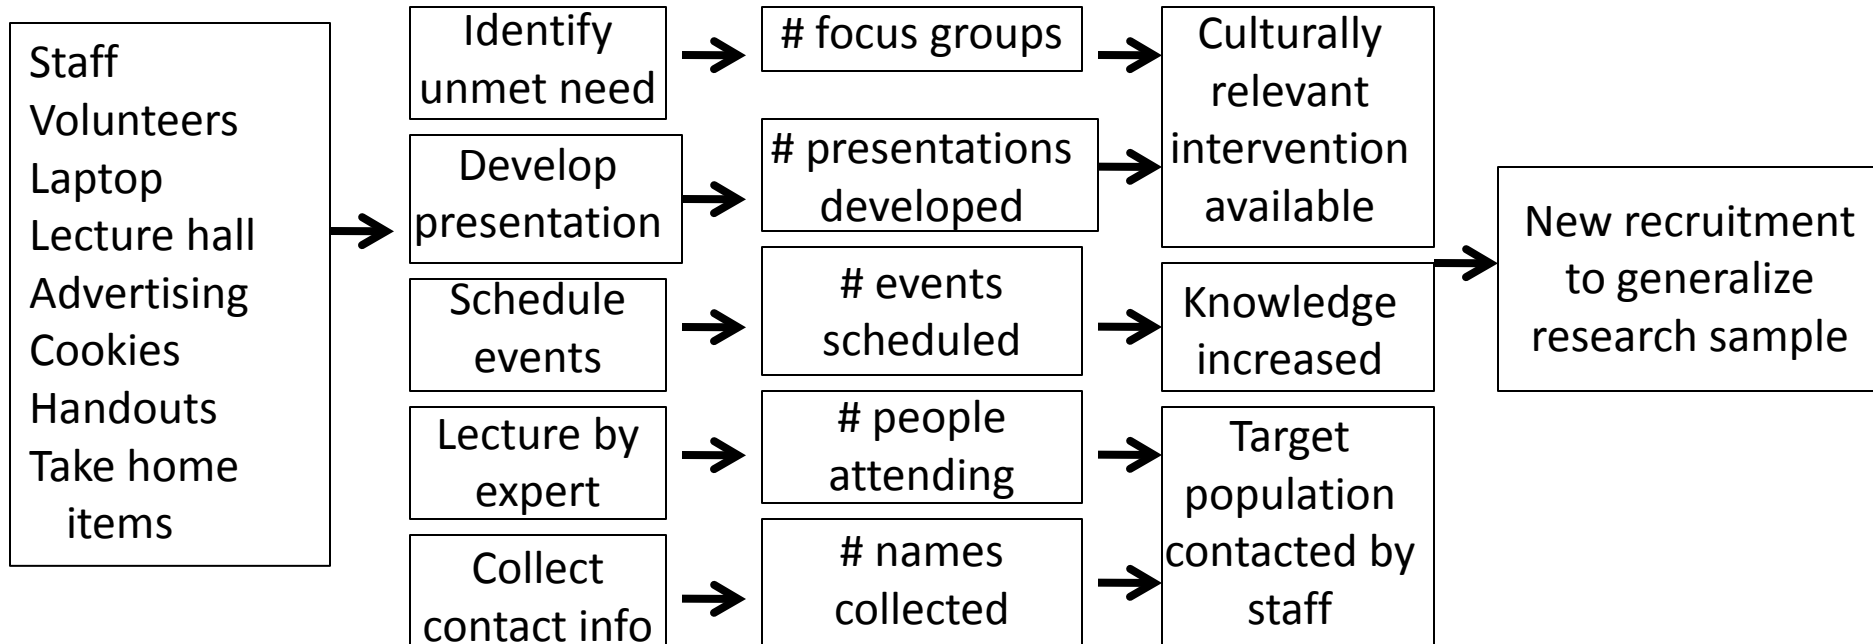 Staff
Volunteers
Laptop
Lecture hall
Advertising
Cookies
Handouts
Take home
items
Identify
unmet need
Develop
presentation
Schedule
events
Lecture by
expert
Collect
contact info
# focus groups
# presentations
developed
# events
scheduled
# people
attending
# names
collected
Culturally
relevant
intervention
available
Knowledge
increased
Target
population
contacted by
staff
New recruitment
to generalize
research sample